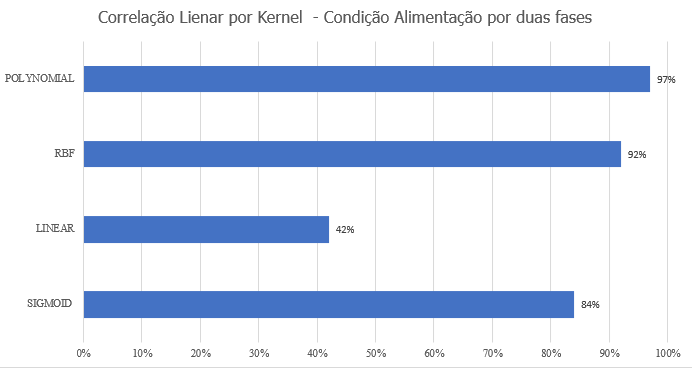 Correlação Lienar por Kernel - Condição Alimentação por duas fases
POLYNOMIAL
97%
RBF
92%
LINEAR
42%
SIGMOID
84%
0% 10% 20% 30% 40% 50% 60% 70% 80% 90% 100%